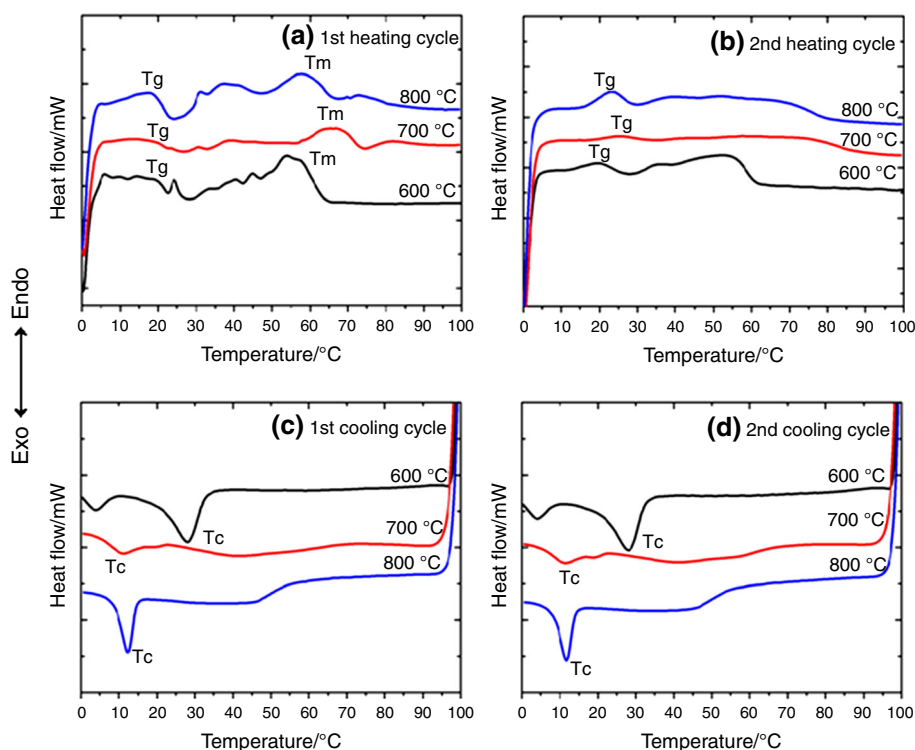 (a) 1st heating cycle
Tg
Tm
800 °C
Tg
Tm
700 °C
Tg
Tm
600 °C
Heat flow/mW
0 10 20 30 40 50 60 70 80 90 100
Temperature/°C
(b) 2nd heating cycle
Tg
800 °C
Tg
700 °C
Tg
600 °C
Heat flow/mW
0 10 20 30 40 50 60 70 80 90 100
Temperature/°C
Exo
Endo
(c) 1st cooling cycle
600 °C
Tc
700 °C
Tc
800 °C
Tc
Heat flow/mW
0 10 20 30 40 50 60 70 80 90 100
Temperature/°C
(d) 2nd cooling cycle
600 °C
Tc
700 °C
Tc
800 °C
Tc
Heat flow/mW
0 10 20 30 40 50 60 70 80 90 100
Temperature/°C